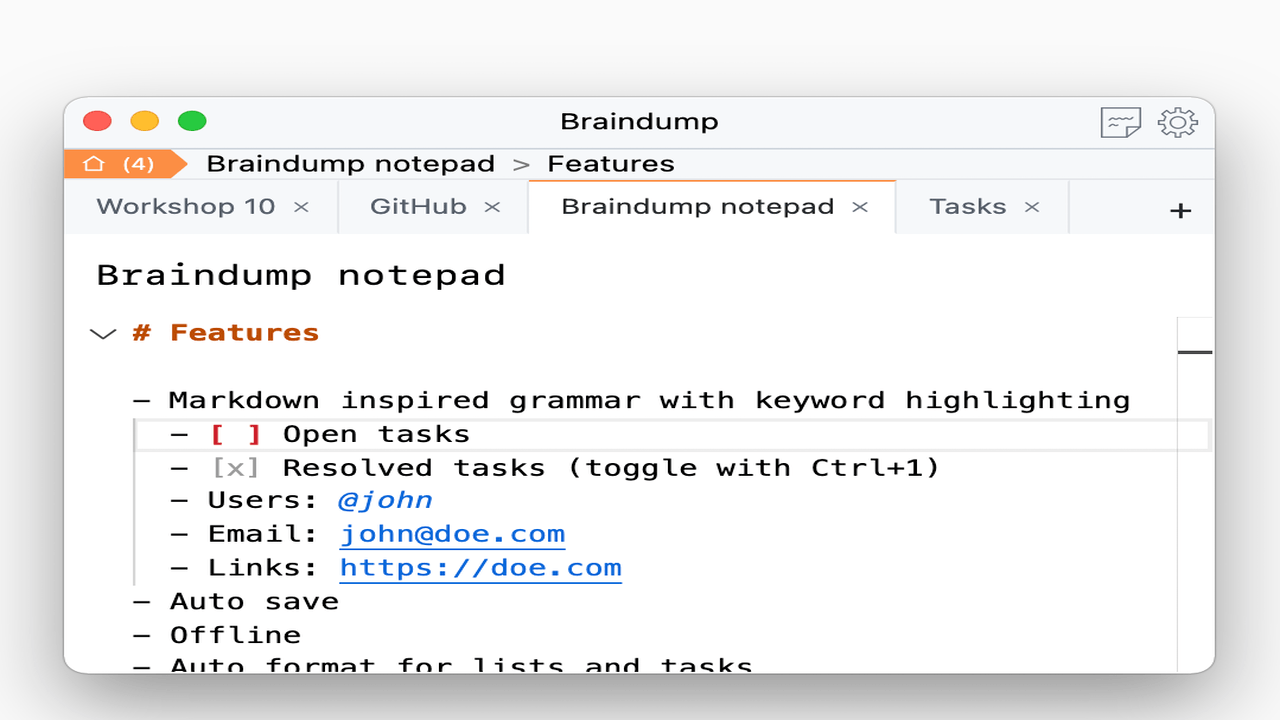 Braindump
(4) Braindump notepad > Features
Workshop 10 × GitHub × Braindump notepad × Tasks × +
Braindump notepad
# Features
– Markdown inspired grammar with keyword highlighting
– [ ] Open tasks
– [x] Resolved tasks (toggle with Ctrl+1)
– Users: @john
– Email: john@doe.com
– Links: https://doe.com
– Auto save
– Offline
– Auto format for lists and tasks